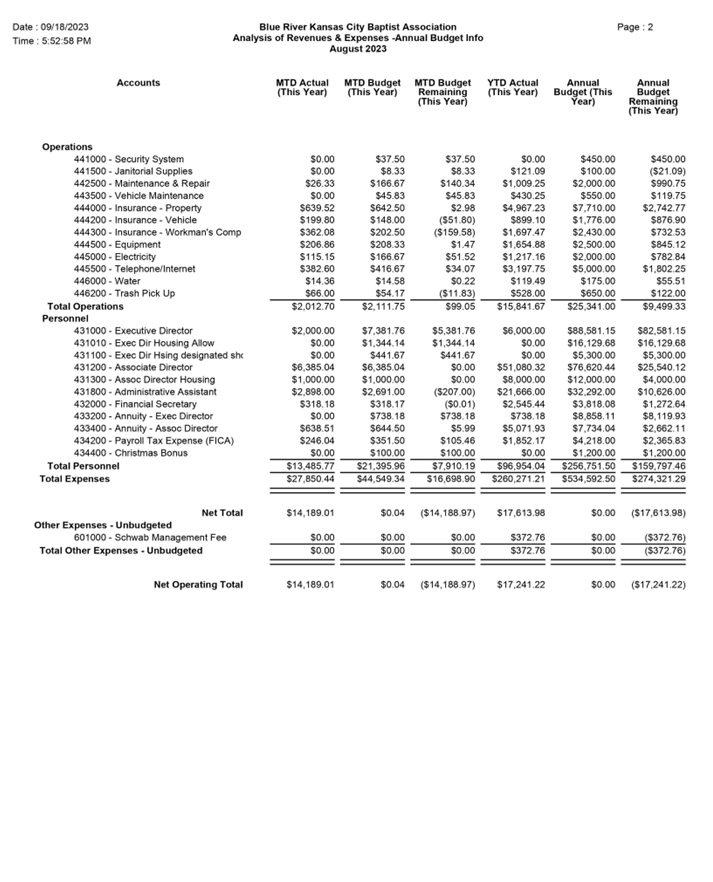 Date : 09/18/2023 Blue River Kansas City Baptist Association Page : 2
Time : 5:52:58 PM Analysis of Revenues & Expenses -Annual Budget Info
August 2023
Accounts MTD Actual (This Year) MTD Budget (This Year) MTD Budget Remaining (This Year) YTD Actual (This Year) Annual Budget (This Year) Annual Budget Remaining (This Year)
Operations
441000 - Security System $0.00 $37.50 $37.50 $0.00 $450.00 $450.00
441500 - Janitorial Supplies $0.00 $8.33 $8.33 $121.09 $100.00 ($21.09)
442500 - Maintenance & Repair $26.33 $166.67 $140.34 $1,009.25 $2,000.00 $990.75
443500 - Vehicle Maintenance $0.00 $45.83 $45.83 $430.25 $550.00 $119.75
444000 - Insurance - Property $639.52 $642.50 $2.98 $4,967.23 $7,710.00 $2,742.77
444200 - Insurance - Vehicle $199.80 $148.00 ($51.80) $899.10 $1,776.00 $876.90
444300 - Insurance - Workman's Comp $362.08 $202.50 ($159.58) $1,697.47 $2,430.00 $732.53
444500 - Equipment $206.86 $208.33 $1.47 $1,654.88 $2,500.00 $845.12
445000 - Electricity $115.15 $166.67 $51.52 $1,217.16 $2,000.00 $782.84
445500 - Telephone/Internet $382.60 $416.67 $34.07 $3,197.75 $5,000.00 $1,802.25
446000 - Water $14.36 $14.58 $0.22 $119.49 $175.00 $55.51
446200 - Trash Pick Up $66.00 $54.17 ($11.83) $528.00 $650.00 $122.00
Total Operations $2,012.70 $2,111.75 $99.05 $15,841.67 $25,341.00 $9,499.33
Personnel
431000 - Executive Director $2,000.00 $7,381.76 $5,381.76 $6,000.00 $88,581.15 $82,581.15
431010 - Exec Dir Housing Allow $0.00 $1,344.14 $1,344.14 $0.00 $16,129.68 $16,129.68
431100 - Exec Dir Hsing designated sho $0.00 $441.67 $441.67 $0.00 $5,300.00 $5,300.00
431200 - Associate Director $6,385.04 $6,385.04 $0.00 $51,080.32 $76,620.44 $25,540.12
431300 - Assoc Director Housing $1,000.00 $1,000.00 $0.00 $8,000.00 $12,000.00 $4,000.00
431800 - Administrative Assistant $2,898.00 $2,691.00 ($207.00) $21,666.00 $32,292.00 $10,626.00
432000 - Financial Secretary $318.18 $318.17 ($0.01) $2,545.44 $3,818.08 $1,272.64
433200 - Annuity - Exec Director $0.00 $738.18 $738.18 $738.18 $8,858.11 $8,119.93
433400 - Annuity - Assoc Director $638.51 $644.50 $5.99 $5,071.93 $7,734.04 $2,662.11
434200 - Payroll Tax Expense (FICA) $246.04 $351.50 $105.46 $1,852.17 $4,218.00 $2,365.83
434400 - Christmas Bonus $0.00 $100.00 $100.00 $0.00 $1,200.00 $1,200.00
Total Personnel $13,485.77 $21,395.96 $7,910.19 $96,954.04 $256,751.50 $159,797.46
Total Expenses $27,850.44 $44,549.34 $16,698.90 $260,271.21 $534,592.50 $274,321.29
Net Total $14,189.01 $0.04 ($14,188.97) $17,613.98 $0.00 ($17,613.98)
Other Expenses - Unbudgeted
601000 - Schwab Management Fee $0.00 $0.00 $0.00 $372.76 $0.00 ($372.76)
Total Other Expenses - Unbudgeted $0.00 $0.00 $0.00 $372.76 $0.00 ($372.76)
Net Operating Total $14,189.01 $0.04 ($14,188.97) $17,241.22 $0.00 ($17,241.22)